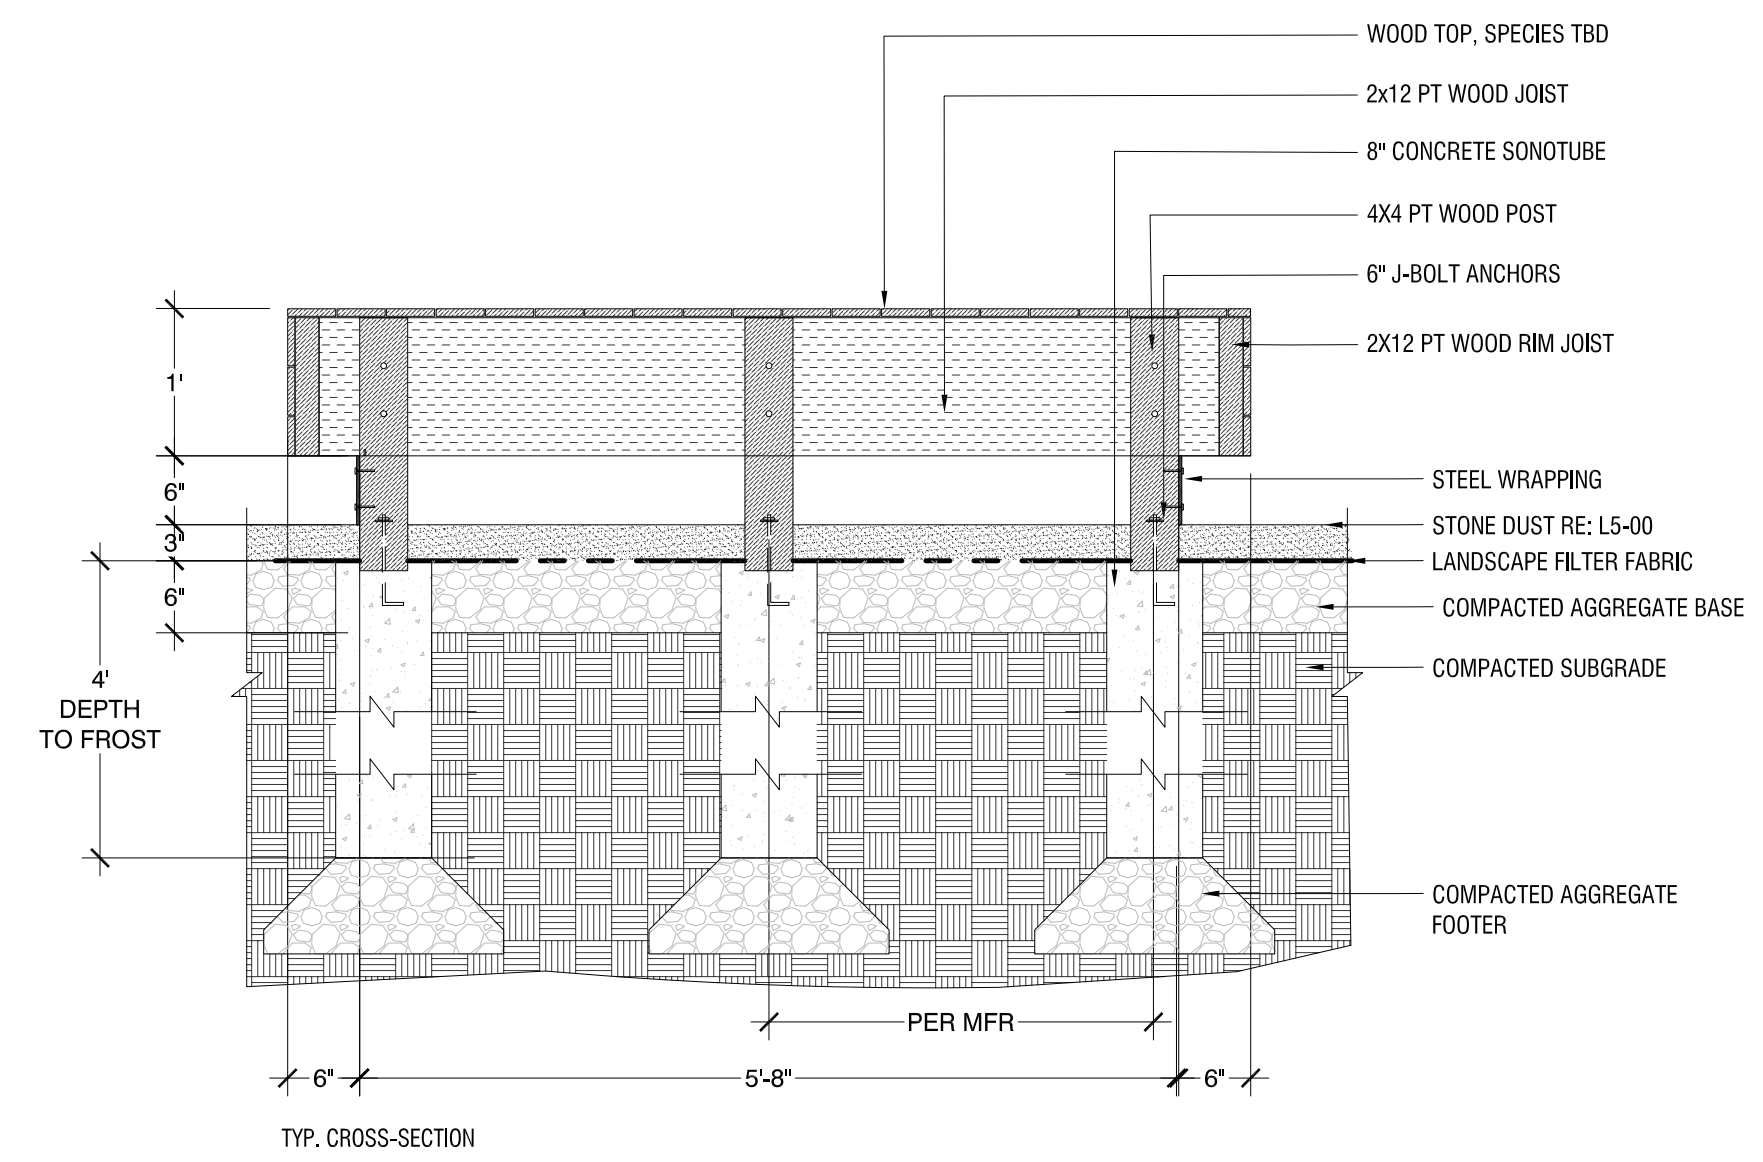 WOOD TOP, SPECIES TBD
2x12 PT WOOD JOIST
8" CONCRETE SONOTUBE
4X4 PT WOOD POST
6" J-BOLT ANCHORS
2X12 PT WOOD RIM JOIST
1'
6"
STEEL WRAPPING
3"
STONE DUST RE: L5-00
LANDSCAPE FILTER FABRIC
6"
COMPACTED AGGREGATE BASE
COMPACTED SUBGRADE
4'
DEPTH
TO FROST
COMPACTED AGGREGATE
FOOTER
PER MFR
6"
5'-8"
6"
TYP. CROSS-SECTION